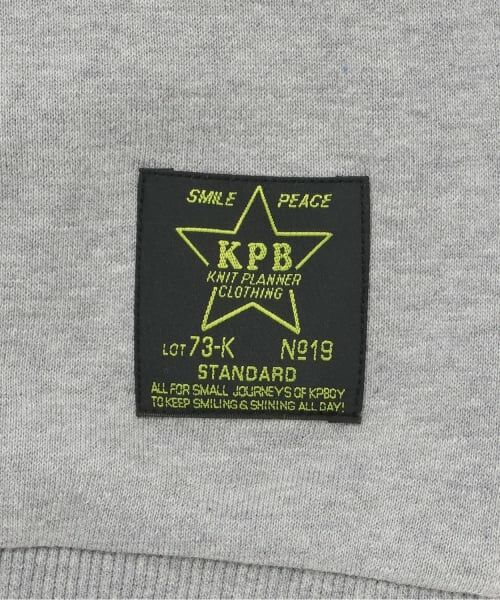 SMILE PEACE
KPB
KNIT PLANNER
CLOTHING
LOT 73-K Nº19
STANDARD
ALL FOR SMALL JOURNEYS OF KPBOY
TO KEEP SMILING & SHINING ALL DAY!